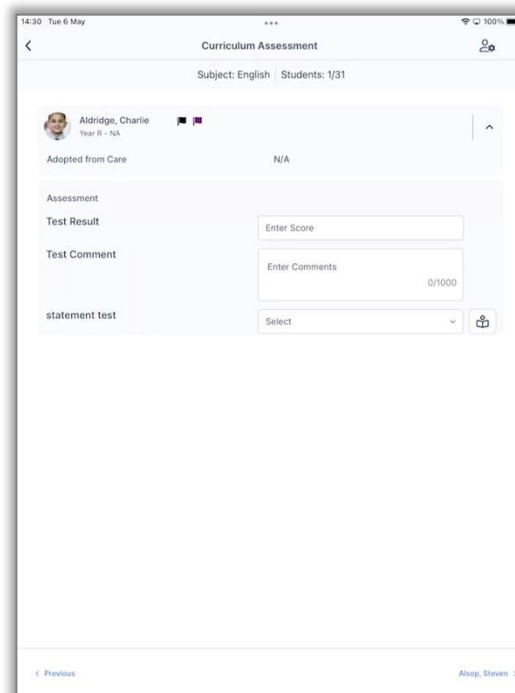 14:30 Tue 6 May 100%
Curriculum Assessment
Subject: English Students: 1/31
Aldridge, Charlie
Year R - NA
Adopted from Care N/A
Assessment
Test Result Enter Score
Test Comment Enter Comments
0/1000
statement test Select
Previous Alsop, Steven